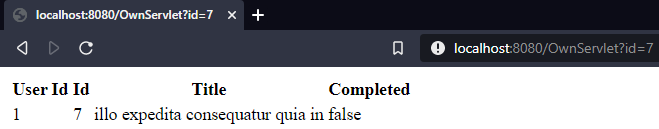 localhost:8080/OwnServlet?id=7
localhost:8080/OwnServlet?id=7
User Id Id Title Completed
1 7 illo expedita consequatur quia in false